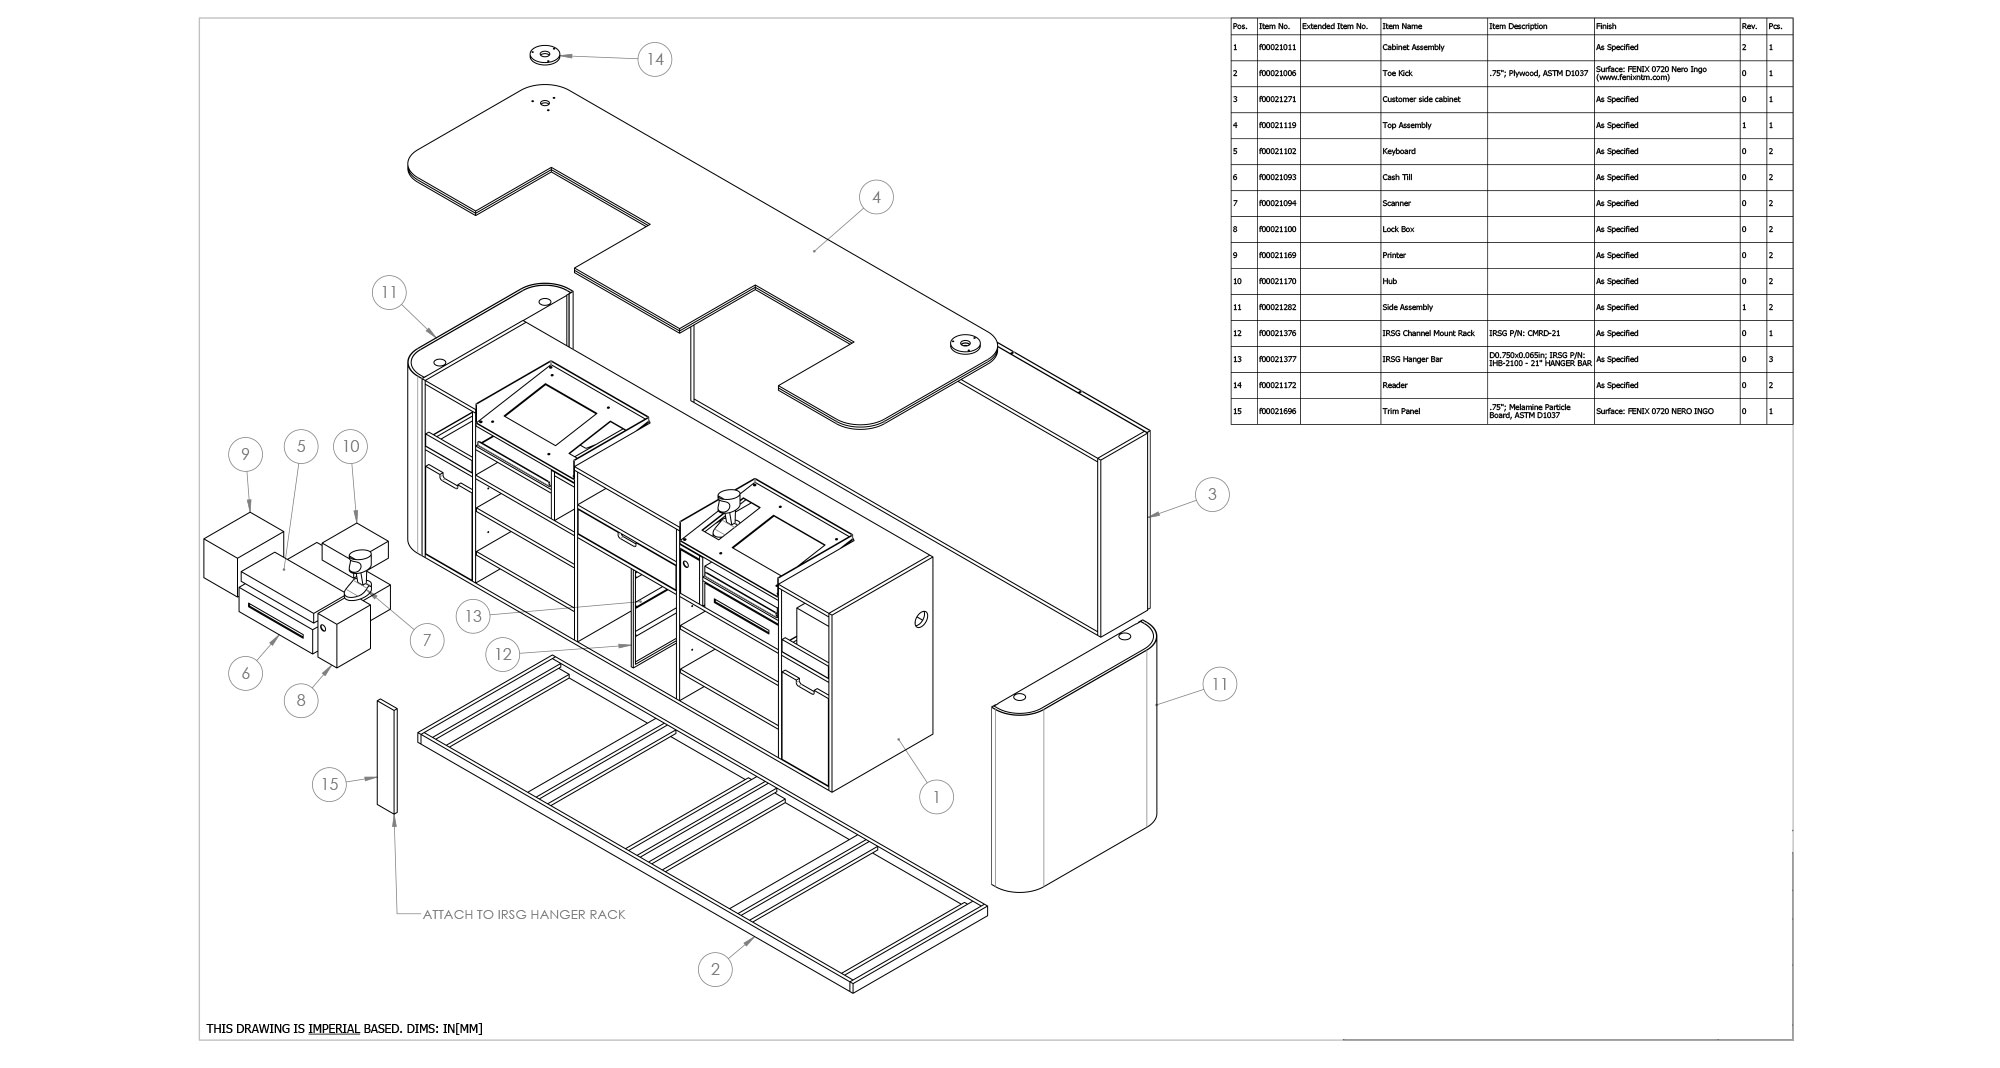 Pos. Item No. Extended Item No. Item Name Item Description Finish Rev. Pcs.
1 f00021011 Cabinet Assembly As Specified 2 1
2 f00021006 Toe Kick .75"; Plywood, ASTM D1037 Surface: FENIX 0720 Nero Ingo (www.fenixntm.com) 0 1
3 f00021271 Customer side cabinet As Specified 0 1
4 f00021119 Top Assembly As Specified 1 1
5 f00021102 Keyboard As Specified 0 2
6 f00021093 Cash Till As Specified 0 2
7 f00021094 Scanner As Specified 0 2
8 f00021100 Lock Box As Specified 0 2
9 f00021169 Printer As Specified 0 2
10 f00021170 Hub As Specified 0 2
11 f00021282 Side Assembly As Specified 1 2
12 f00021376 IRSG Channel Mount Rack IRSG P/N: CMRD-21 As Specified 0 1
13 f00021377 IRSG Hanger Bar D0.750x0.065in; IRSG P/N: IHB-2100 - 21" HANGER BAR As Specified 0 3
14 f00021172 Reader As Specified 0 2
15 f00021696 Trim Panel .75"; Melamine Particle Board, ASTM D1037 Surface: FENIX 0720 NERO INGO 0 1
14
4
11
9
5
10
3
13
7
12
6
8
11
15
1
ATTACH TO IRSG HANGER RACK
2
THIS DRAWING IS IMPERIAL BASED. DIMS: IN[MM]